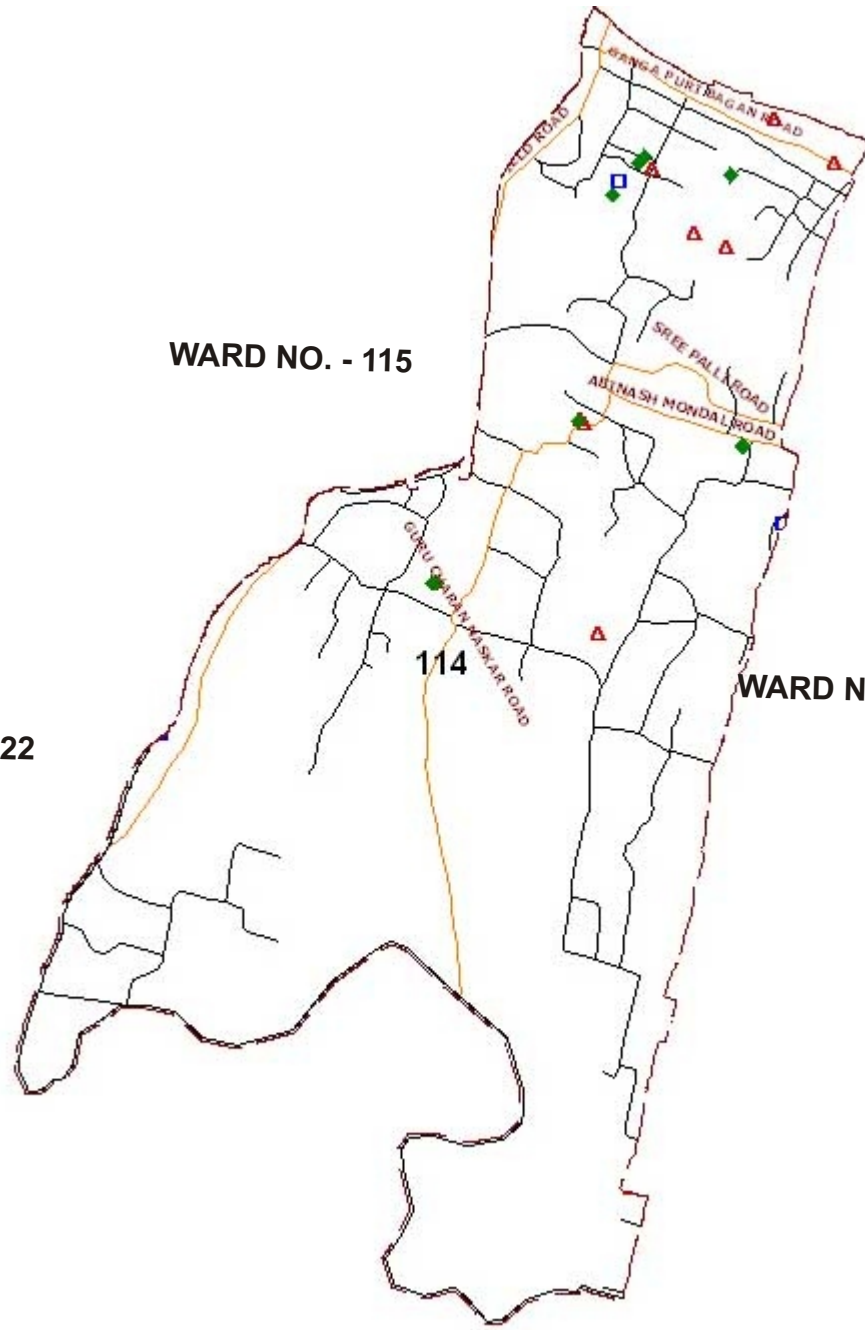 BANGA PURI BAGAN ROAD
ROAD
WARD NO. - 115
SREE PALLI ROAD
ABINASH MONDAL ROAD
GURU CHARAN NASKAR ROAD
114
WARD N
22